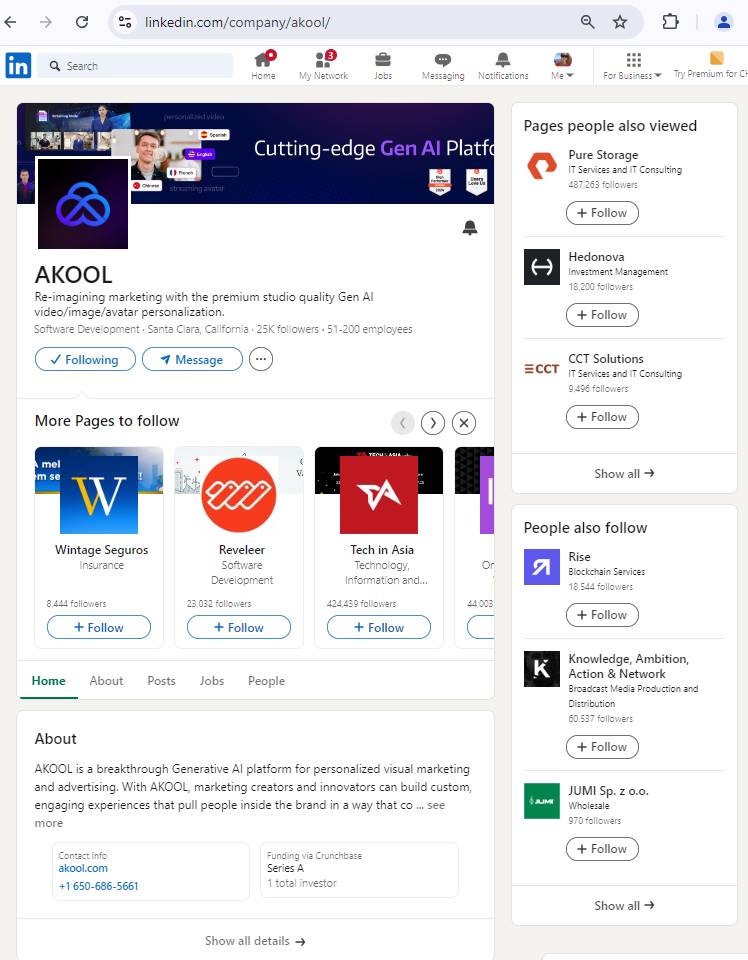 linkedin.com/company/akool/
in
Search
Home
3
My Network
Jobs
Messaging
Notifications
Me
For Business
Try Premium for
personalized video
Spanish
English
French
Chinese
streaming avatar
Cutting-edge Gen AI Platfo
Users
Love Us
AKOOL
Re-imagining marketing with the premium studio quality Gen AI
video/image/avatar personalization.
Software Development · Santa Clara, California · 25K followers · 51-200 employees
Following
Message
More Pages to follow
W
Wintage Seguros
Insurance
8,444 followers
+ Follow
Reveleer
Software
Development
23,032 followers
+ Follow
TECH IN ASIA
Tech in Asia
Technology,
Information and...
424,439 followers
+ Follow
44,003
Home
About
Posts
Jobs
People
About
AKOOL is a breakthrough Generative AI platform for personalized visual marketing
and advertising. With AKOOL, marketing creators and innovators can build custom,
engaging experiences that pull people inside the brand in a way that co ... see
more
Contact info
akool.com
+1 650-686-5661
Funding via Crunchbase
Series A
1 total investor
Show all details →
Pages people also viewed
Pure Storage
IT Services and IT Consulting
487,263 followers
+ Follow
Hedonova
Investment Management
18,200 followers
+ Follow
CCT
CCT Solutions
IT Services and IT Consulting
9,496 followers
+ Follow
Show all →
People also follow
Rise
Blockchain Services
18,544 followers
+ Follow
K
Knowledge, Ambition,
Action & Network
Broadcast Media Production and
Distribution
60,537 followers
+ Follow
JUMI
JUMI Sp. z o.o.
Wholesale
970 followers
+ Follow
Show all →